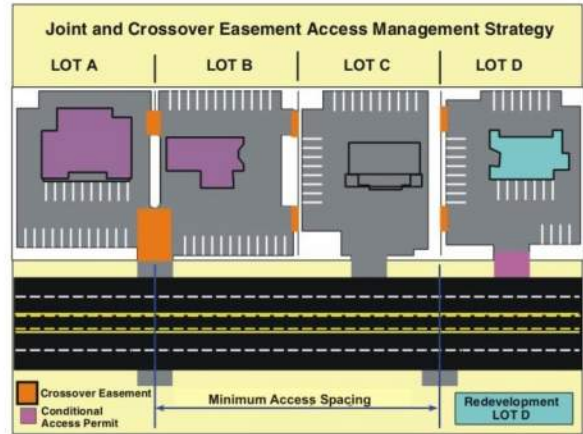 Joint and Crossover Easement Access Management Strategy
LOT A LOT B LOT C LOT D
Crossover Easement
Conditional
Access Permit
Minimum Access Spacing
Redevelopment
LOT D